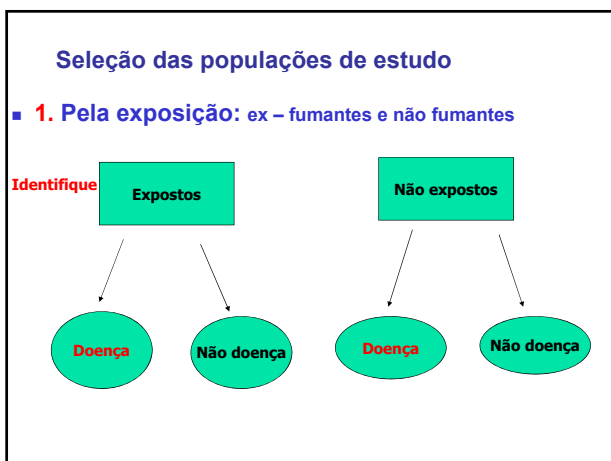 Seleção das populações de estudo
1. Pela exposição: ex – fumantes e não fumantes
Identifique
Expostos
Não expostos
Doença
Não doença
Doença
Não doença